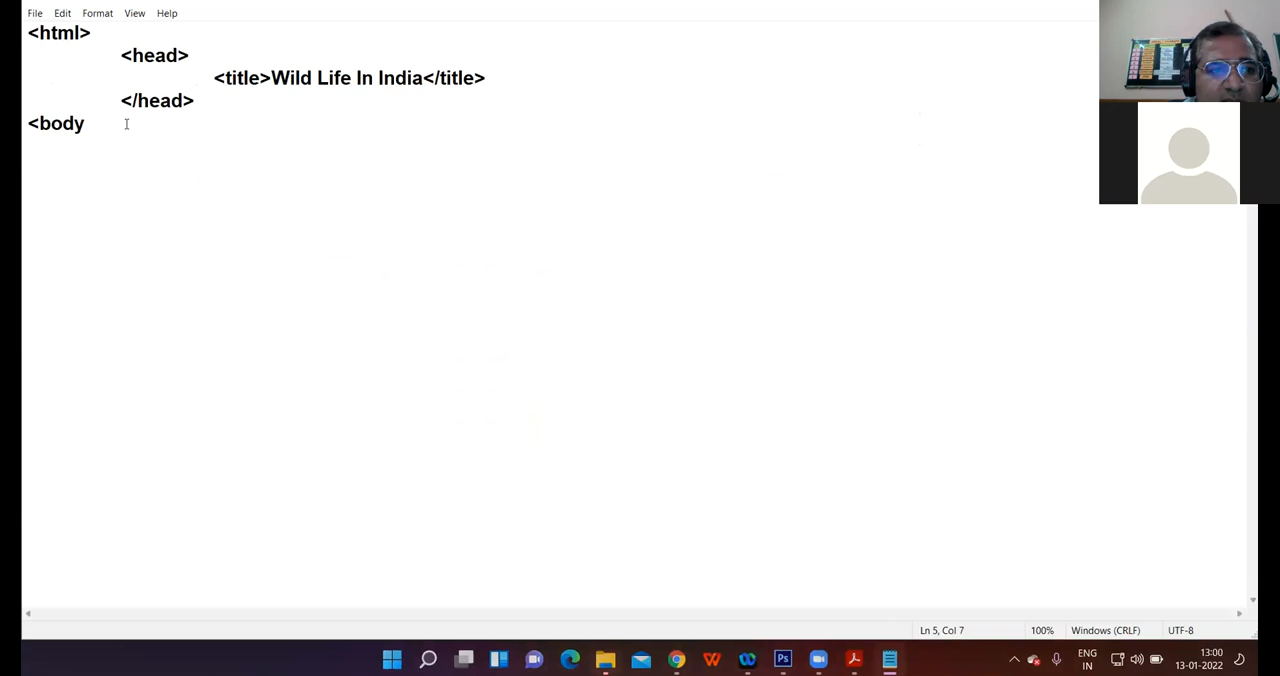 File Edit Format View Help
<html>
<head>
<title>Wild Life In India</title>
</head>
<body
Ln 5, Col 7 100% Windows (CRLF) UTF-8
ENG 13:00
IN 13-01-2022